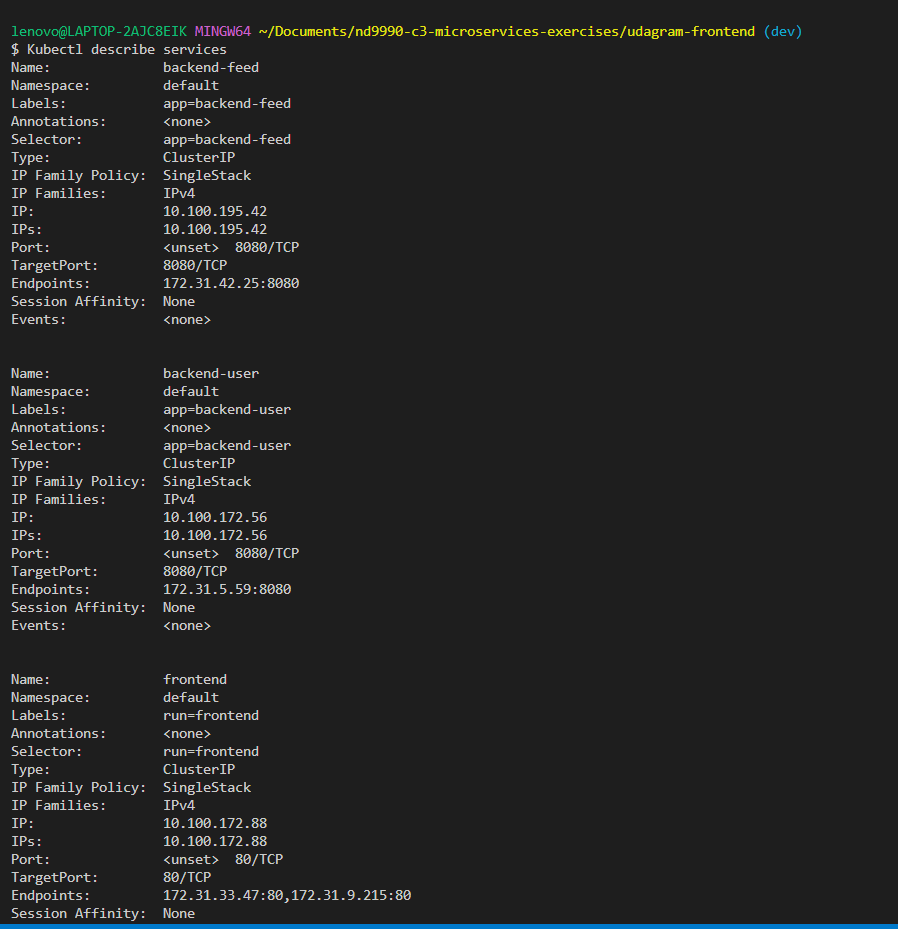 lenovo@LAPTOP-2AJC8EIK MINGW64 ~/Documents/nd9990-c3-microservices-exercises/udagram-frontend (dev)
$ Kubectl describe services
Name:              backend-feed
Namespace:         default
Labels:            app=backend-feed
Annotations:       <none>
Selector:          app=backend-feed
Type:              ClusterIP
IP Family Policy:  SingleStack
IP Families:       IPv4
IP:                10.100.195.42
IPs:               10.100.195.42
Port:              <unset>  8080/TCP
TargetPort:        8080/TCP
Endpoints:         172.31.42.25:8080
Session Affinity:  None
Events:            <none>
Name:              backend-user
Namespace:         default
Labels:            app=backend-user
Annotations:       <none>
Selector:          app=backend-user
Type:              ClusterIP
IP Family Policy:  SingleStack
IP Families:       IPv4
IP:                10.100.172.56
IPs:               10.100.172.56
Port:              <unset>  8080/TCP
TargetPort:        8080/TCP
Endpoints:         172.31.5.59:8080
Session Affinity:  None
Events:            <none>
Name:              frontend
Namespace:         default
Labels:            run=frontend
Annotations:       <none>
Selector:          run=frontend
Type:              ClusterIP
IP Family Policy:  SingleStack
IP Families:       IPv4
IP:                10.100.172.88
IPs:               10.100.172.88
Port:              <unset>  80/TCP
TargetPort:        80/TCP
Endpoints:         172.31.33.47:80,172.31.9.215:80
Session Affinity:  None